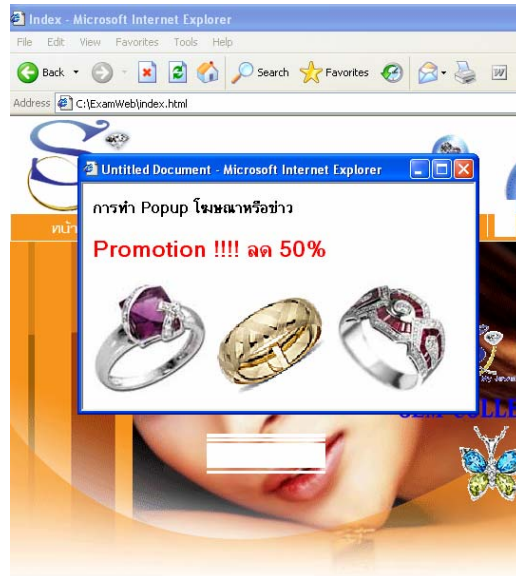 Index - Microsoft Internet Explorer
File Edit View Favorites Tools Help
Back Search Favorites
Address C:\ExamWeb\index.html
Untitled Document - Microsoft Internet Explorer
การทำ Popup โฆษณาหรือข่าว
Promotion !!!! ลด 50%